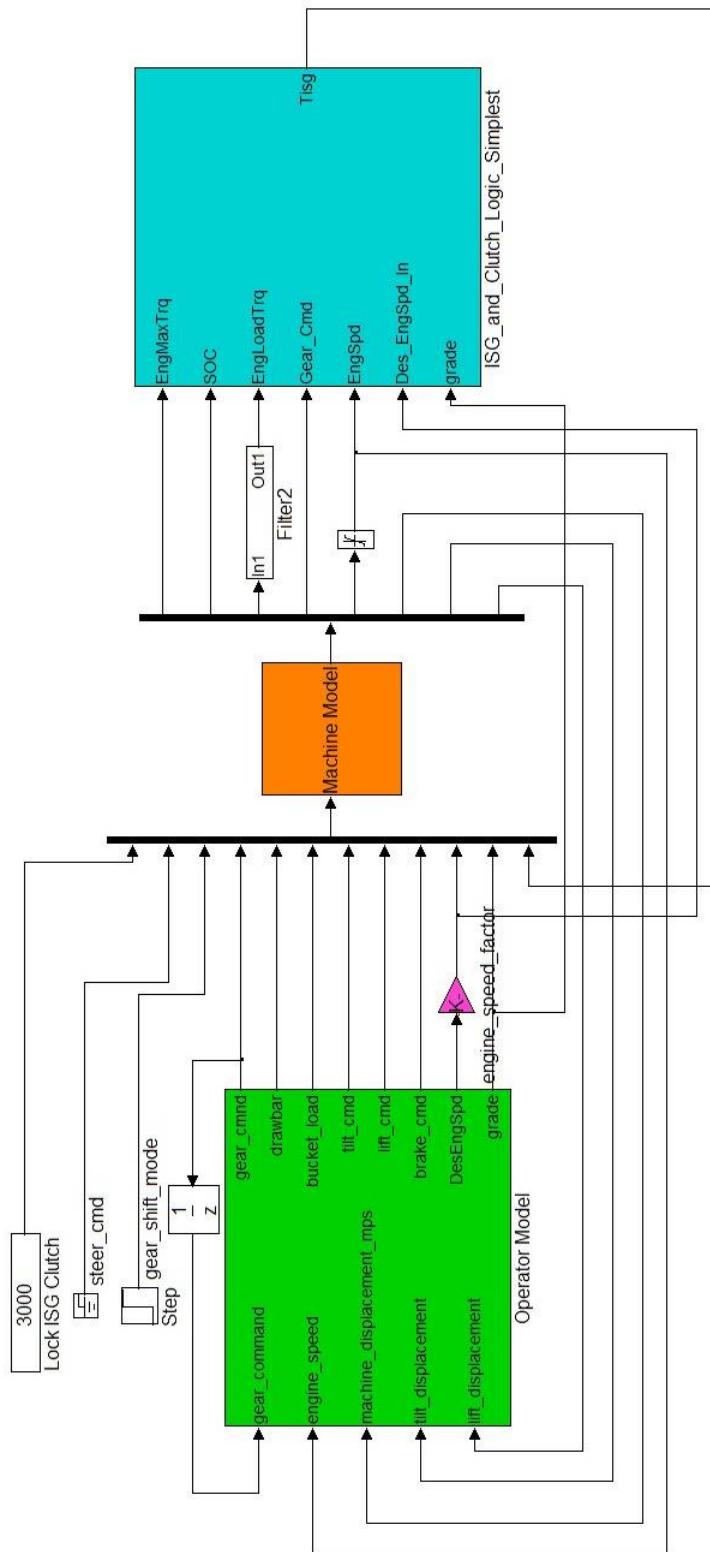 3000
Lock ISG Clutch
steer_cmd
gear_shift_mode
Step
1
z
gear_command
engine_speed
machine_displacement_mps
tilt_displacement
lift_displacement
gear_cmnd
drawbar
bucket_load
tilt_cmd
lift_cmd
brake_cmd
DesEngSpd
grade
Operator Model
K-
engine_speed_factor
Machine Model
In1
Out1
Filter2
EngMaxTrq
SOC
EngLoadTrq
Gear_Cmd
EngSpd
Des_EngSpd_In
grade
Tisg
ISG_and_Clutch_Logic_Simplest